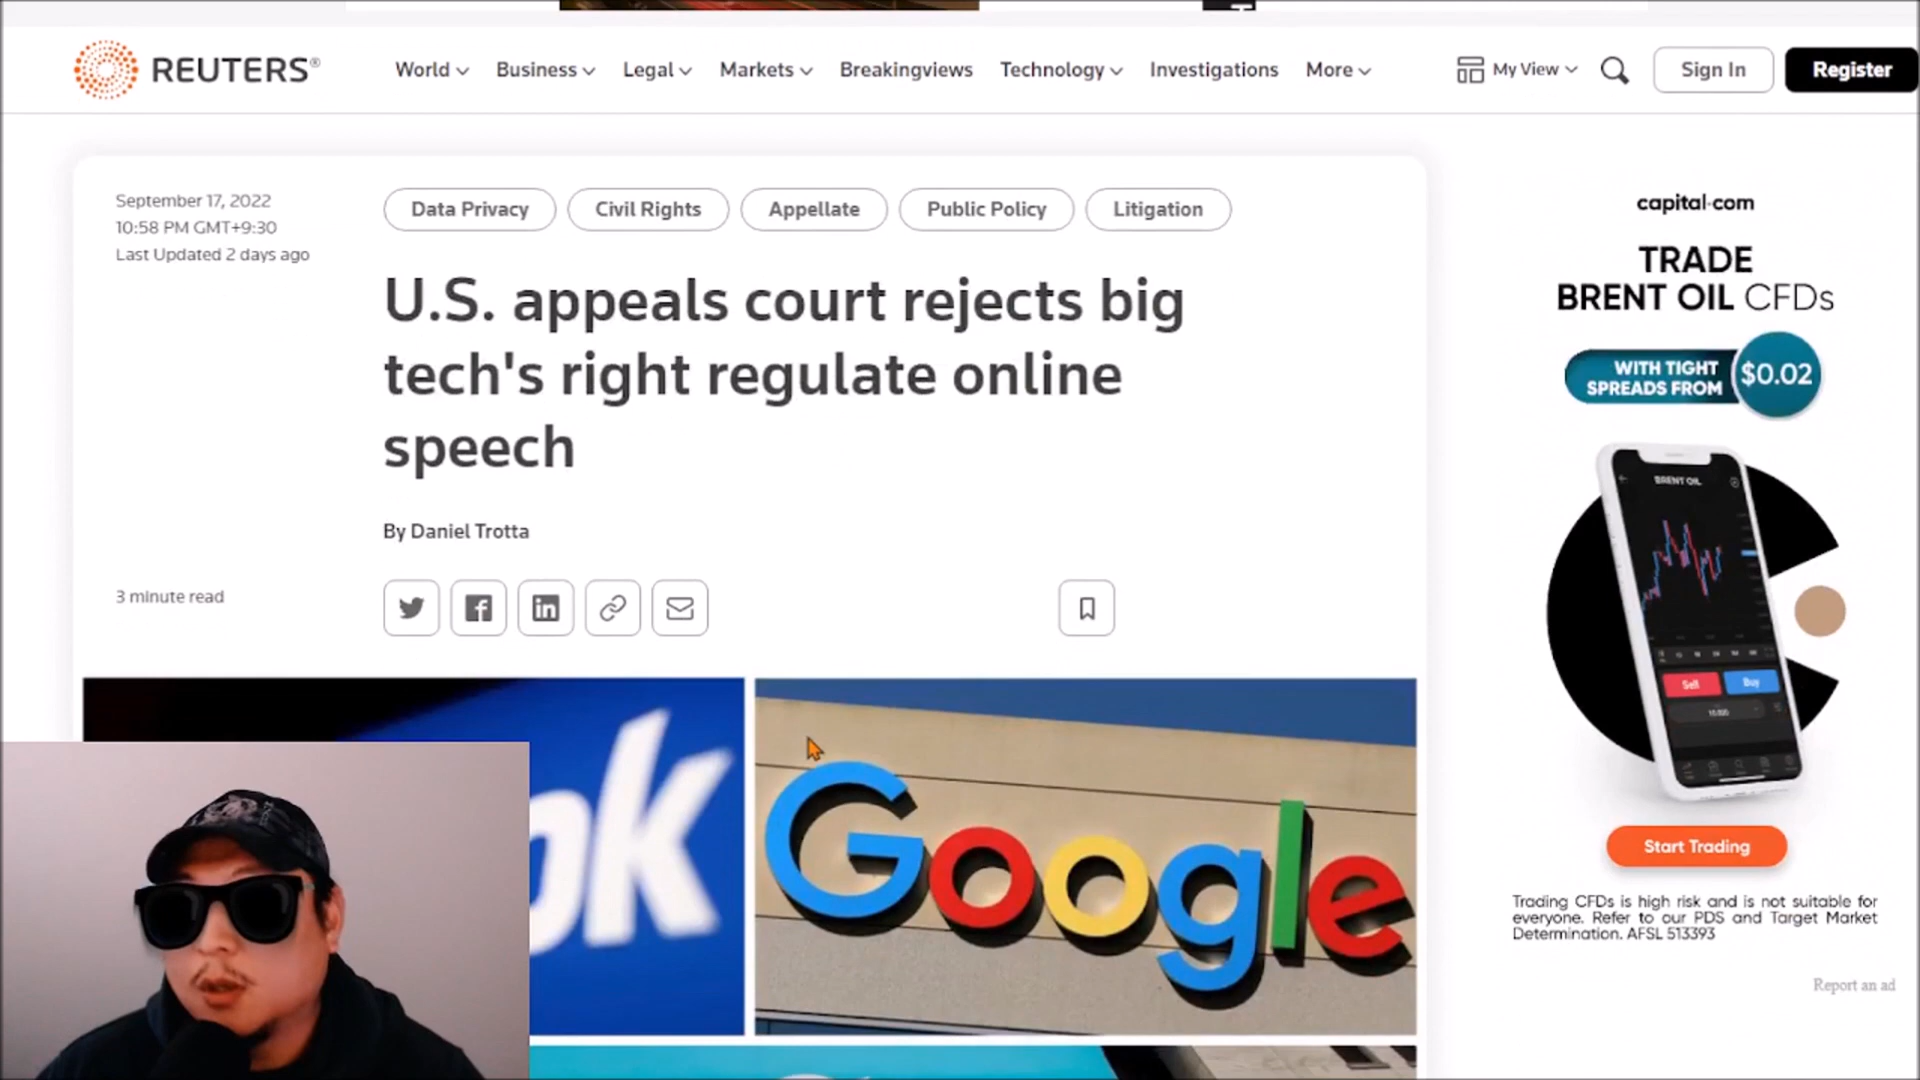 REUTERS®
World Business Legal Markets Breakingviews Technology Investigations More My View Sign In Register
September 17, 2022
10:58 PM GMT+9:30
Last Updated 2 days ago
Data Privacy Civil Rights Appellate Public Policy Litigation
U.S. appeals court rejects big
tech's right regulate online
speech
By Daniel Trotta
3 minute read
ok
Google
capital.com
TRADE
BRENT OIL CFDs
WITH TIGHT
SPREADS FROM
$0.02
BRENT OIL
Sell Buy
Start Trading
Trading CFDs is high risk and is not suitable for
everyone. Refer to our PDS and Target Market
Determination. AFSL 513393
Report an ad